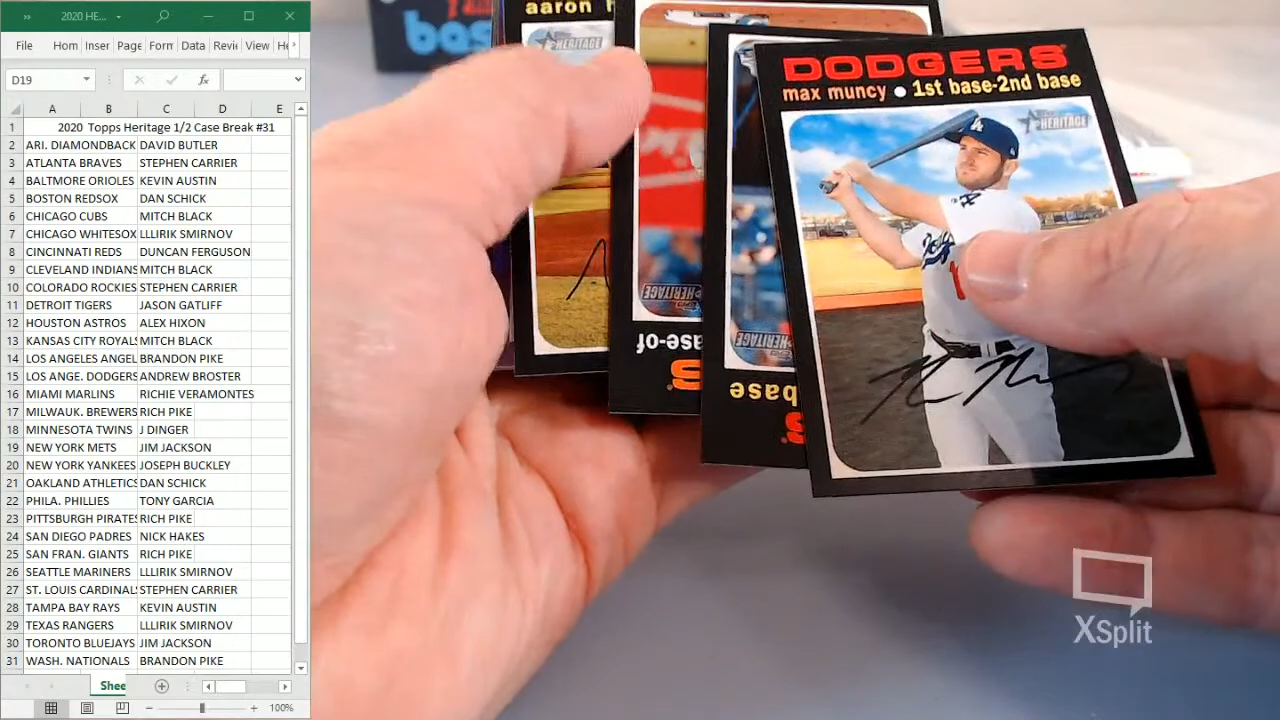 2020 HE...
File Hom Inser Page Forn Data Revie View He
D19 fx
A B C D E
1 2020 Topps Heritage 1/2 Case Break #31
2 ARI. DIAMONDBACK DAVID BUTLER
3 ATLANTA BRAVES STEPHEN CARRIER
4 BALTMORE ORIOLES KEVIN AUSTIN
5 BOSTON REDSOX DAN SCHICK
6 CHICAGO CUBS MITCH BLACK
7 CHICAGO WHITESOX LLLIRIK SMIRNOV
8 CINCINNATI REDS DUNCAN FERGUSON
9 CLEVELAND INDIANS MITCH BLACK
10 COLORADO ROCKIES STEPHEN CARRIER
11 DETROIT TIGERS JASON GATLIFF
12 HOUSTON ASTROS ALEX HIXON
13 KANSAS CITY ROYALS MITCH BLACK
14 LOS ANGELES ANGEL BRANDON PIKE
15 LOS ANGE. DODGERS ANDREW BROSTER
16 MIAMI MARLINS RICHIE VERAMONTES
17 MILWAUK. BREWERS RICH PIKE
18 MINNESOTA TWINS J DINGER
19 NEW YORK METS JIM JACKSON
20 NEW YORK YANKEES JOSEPH BUCKLEY
21 OAKLAND ATHLETICS DAN SCHICK
22 PHILA. PHILLIES TONY GARCIA
23 PITTSBURGH PIRATES RICH PIKE
24 SAN DIEGO PADRES NICK HAKES
25 SAN FRAN. GIANTS RICH PIKE
26 SEATTLE MARINERS LLLIRIK SMIRNOV
27 ST. LOUIS CARDINALS STEPHEN CARRIER
28 TAMPA BAY RAYS KEVIN AUSTIN
29 TEXAS RANGERS LLLIRIK SMIRNOV
30 TORONTO BLUEJAYS JIM JACKSON
31 WASH. NATIONALS BRANDON PIKE
Shee
100%
bas
aaron
HERITAGE
HERITAGE
ase-of
S
HERITAGE
base
S
DODGERS
max muncy 1st base-2nd base
HERITAGE
LA
Dodgers
XSplit